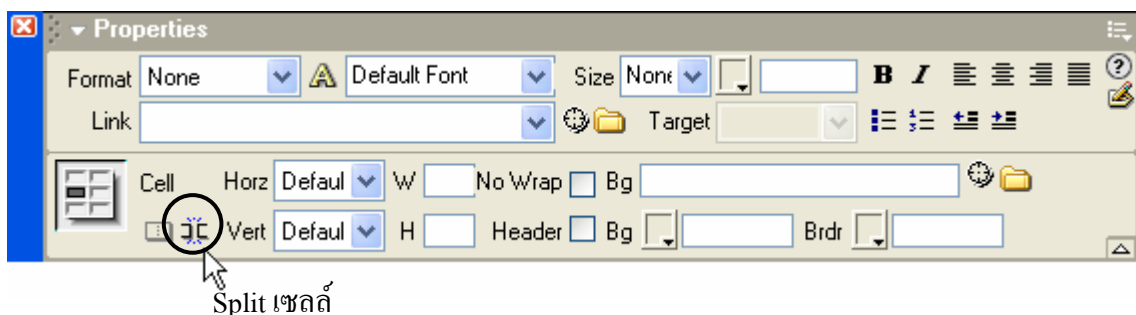 Properties
Format None Default Font Size None B I
Link Target
Cell Horz Defaul W No Wrap Bg
Vert Defaul H Header Bg Brdr
Split เซลล์